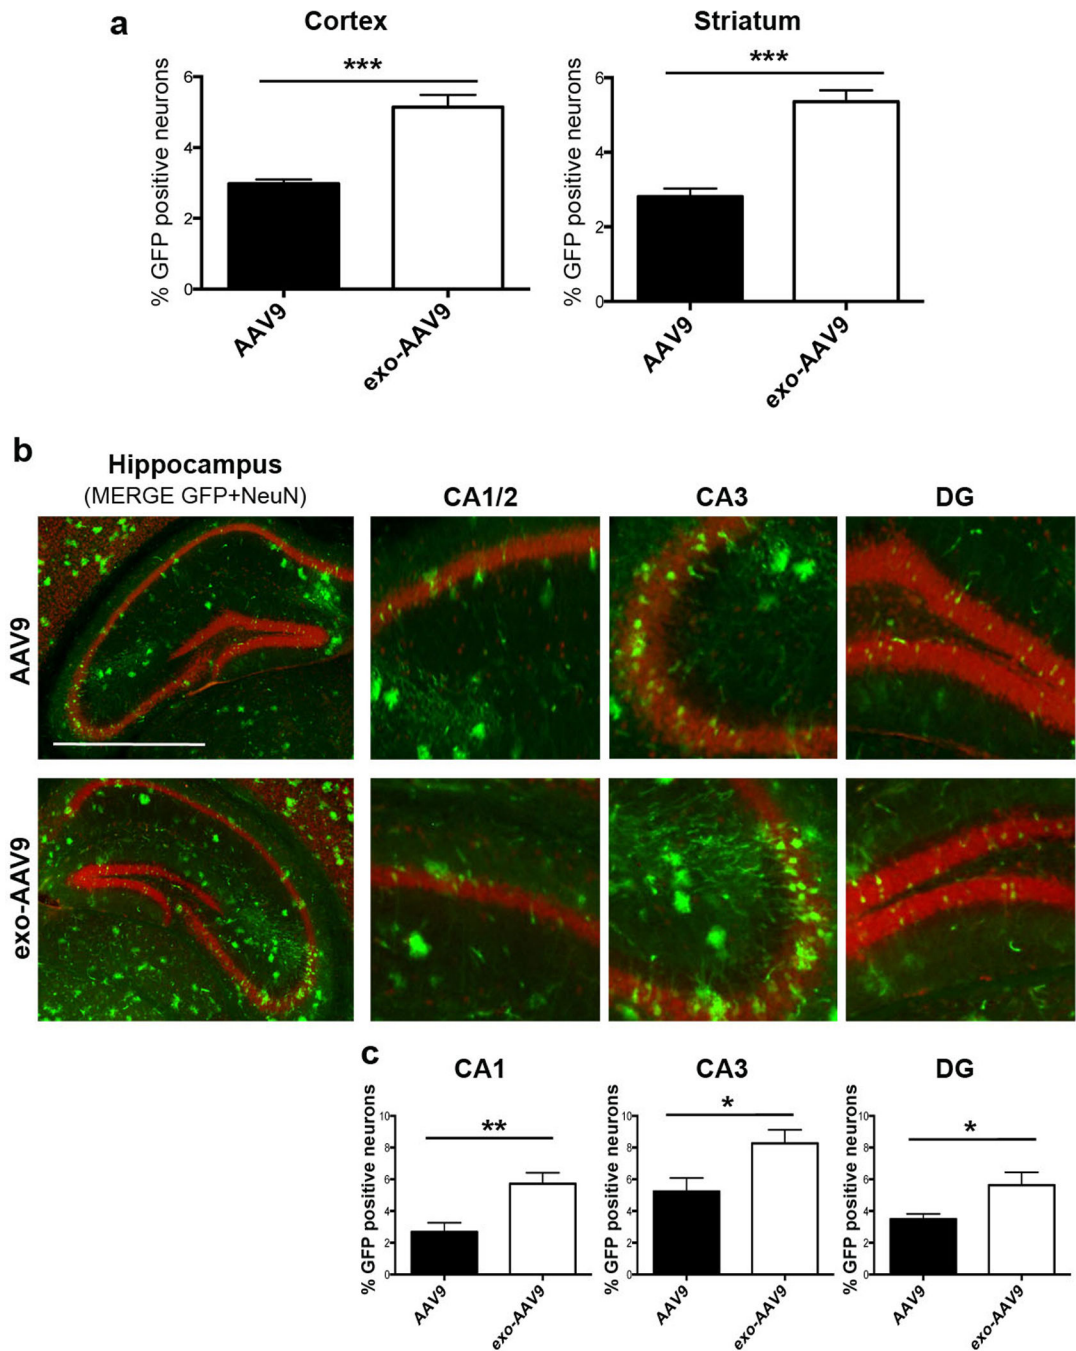 a
Cortex
Striatum
***
***
% GFP positive neurons
6
4
2
0
AAV9
exo-AAV9
% GFP positive neurons
6
4
2
0
AAV9
exo-AAV9
b
Hippocampus
(MERGE GFP+NeuN)
CA1/2
CA3
DG
AAV9
exo-AAV9
c
CA1
CA3
DG
% GFP positive neurons
10
8
6
4
2
0
**
AAV9
exo-AAV9
% GFP positive neurons
10
8
6
4
2
0
*
AAV9
exo-AAV9
% GFP positive neurons
10
8
6
4
2
0
*
AAV9
exo-AAV9